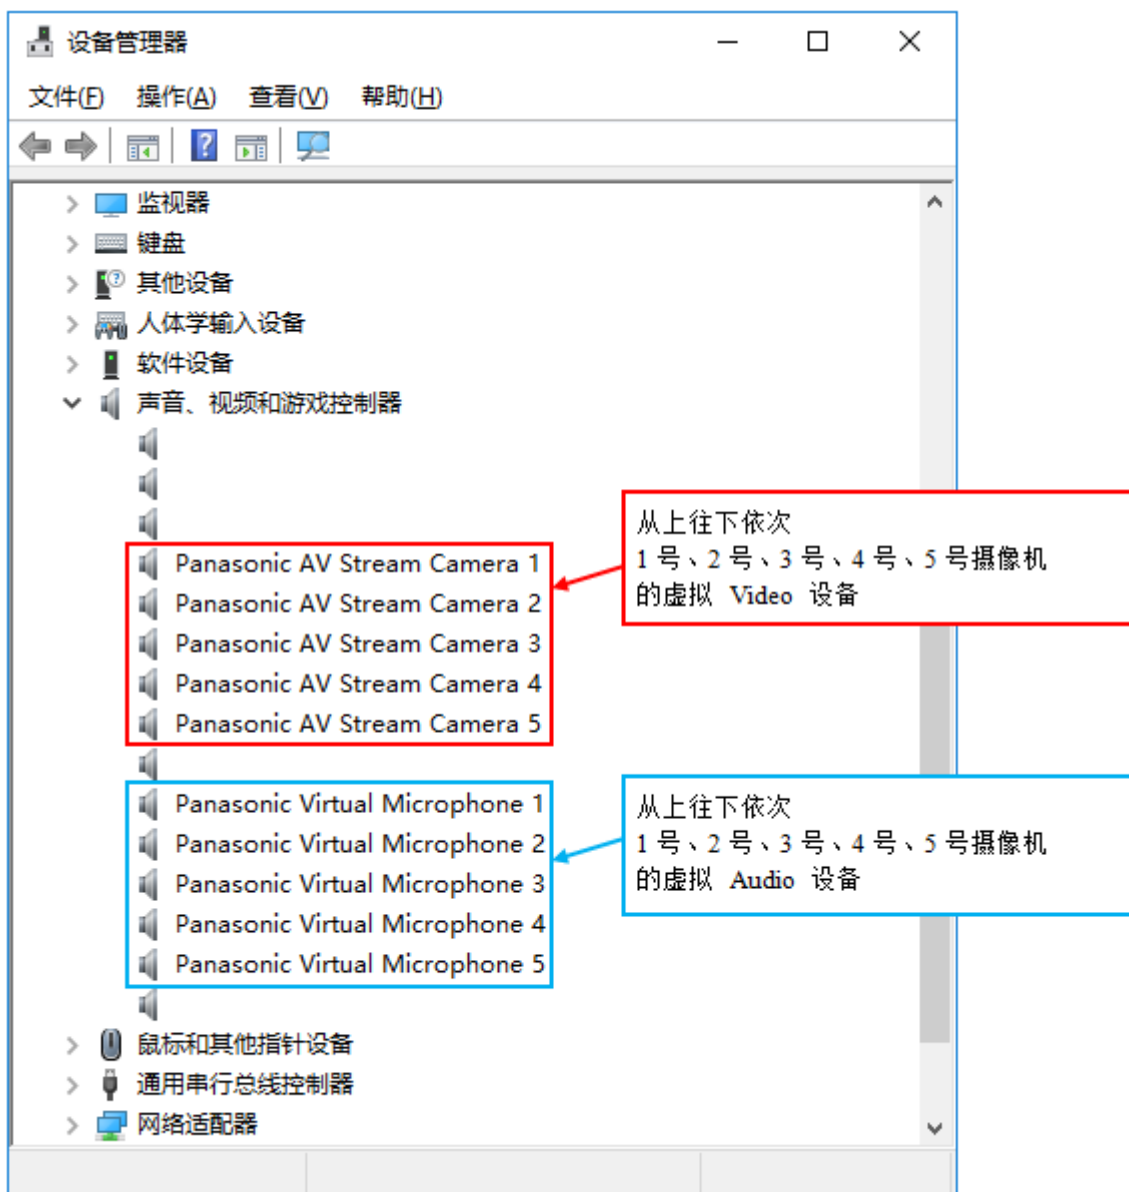 设备管理器
文件(F) 操作(A) 查看(V) 帮助(H)
监视器
键盘
其他设备
人体学输入设备
软件设备
声音、视频和游戏控制器
Panasonic AV Stream Camera 1
Panasonic AV Stream Camera 2
Panasonic AV Stream Camera 3
Panasonic AV Stream Camera 4
Panasonic AV Stream Camera 5
从上往下依次
1 号、2 号、3 号、4 号、5 号摄像机
的虚拟 Video 设备
Panasonic Virtual Microphone 1
Panasonic Virtual Microphone 2
Panasonic Virtual Microphone 3
Panasonic Virtual Microphone 4
Panasonic Virtual Microphone 5
从上往下依次
1 号、2 号、3 号、4 号、5 号摄像机
的虚拟 Audio 设备
鼠标和其他指针设备
通用串行总线控制器
网络适配器